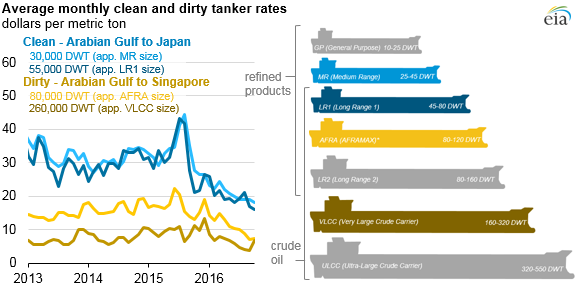 Average monthly clean and dirty tanker rates
dollars per metric ton
Clean - Arabian Gulf to Japan
30,000 DWT (app. MR size)
55,000 DWT (app. LR1 size)
Dirty - Arabian Gulf to Singapore
80,000 DWT (app. AFRA size)
260,000 DWT (app. VLCC size)
60
50
40
30
20
10
0
2013
2014
2015
2016
eia
refined
products
crude
oil
GP (General Purpose) 10-25 DWT
MR (Medium Range) 25-45 DWT
LR1 (Long Range 1) 45-80 DWT
AFRA (AFRAMAX)* 80-120 DWT
LR2 (Long Range 2) 80-160 DWT
VLCC (Very Large Crude Carrier) 160-320 DWT
ULCC (Ultra-Large Crude Carrier) 320-550 DWT